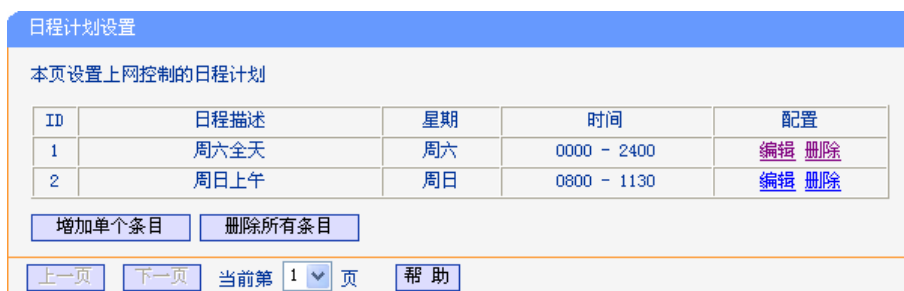 日程计划设置
本页设置上网控制的日程计划
ID 日程描述 星期 时间 配置
1 周六全天 周六 0000 - 2400 编辑 删除
2 周日上午 周日 0800 - 1130 编辑 删除
增加单个条目 删除所有条目
上一页 下一页 当前第 1 页 帮 助